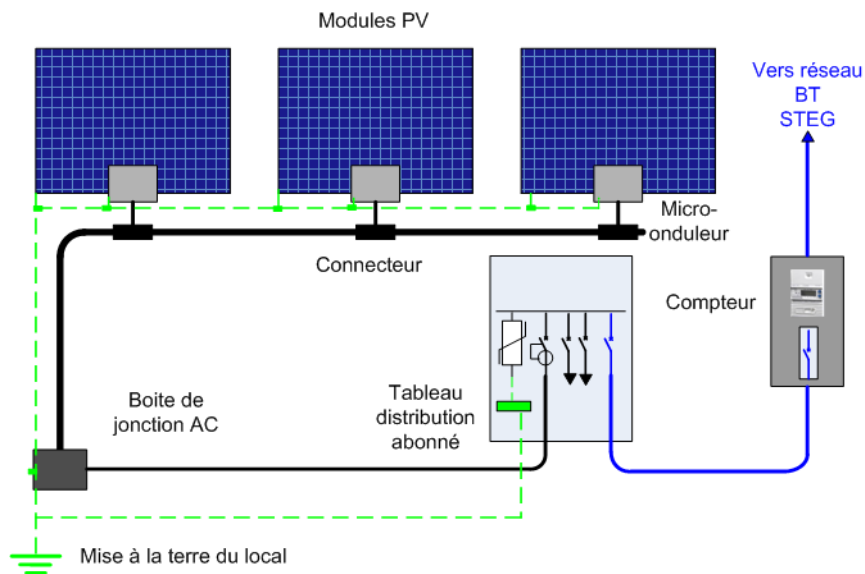 Modules PV
Vers réseau
BT
STEG
Micro-
onduleur
Connecteur
Compteur
Boite de
jonction AC
Tableau
distribution
abonné
Mise à la terre du local